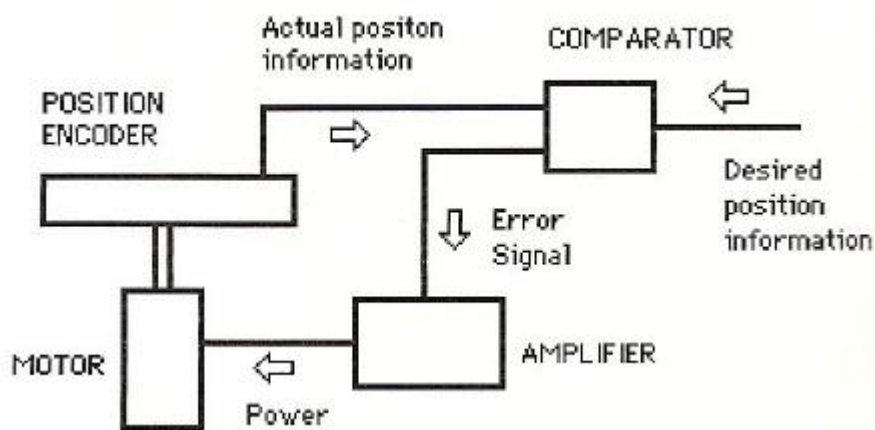 Actual positon
information
COMPARATOR
POSITION
ENCODER
Desired
position
information
Error
Signal
MOTOR
AMPLIFIER
Power